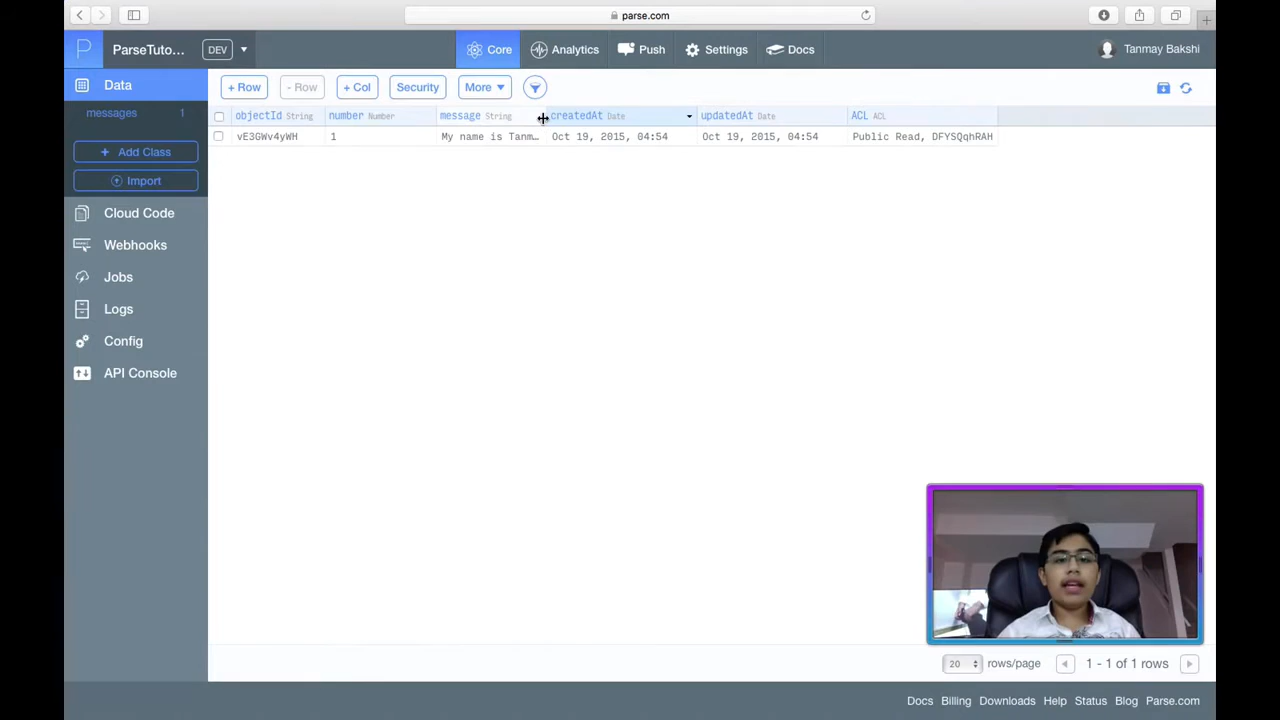 parse.com
P ParseTuto... DEV Core Analytics Push Settings Docs Tanmay Bakshi
Data
messages 1
+ Add Class
Import
Cloud Code
Webhooks
Jobs
Logs
Config
API Console
+ Row - Row + Col Security More
objectId String number Number message String createdAt Date updatedAt Date ACL ACL
vE3GWv4yWH 1 My name is Tanm… Oct 19, 2015, 04:54 Oct 19, 2015, 04:54 Public Read, DFYSQqhRAH
20 rows/page 1 - 1 of 1 rows
Docs Billing Downloads Help Status Blog Parse.com